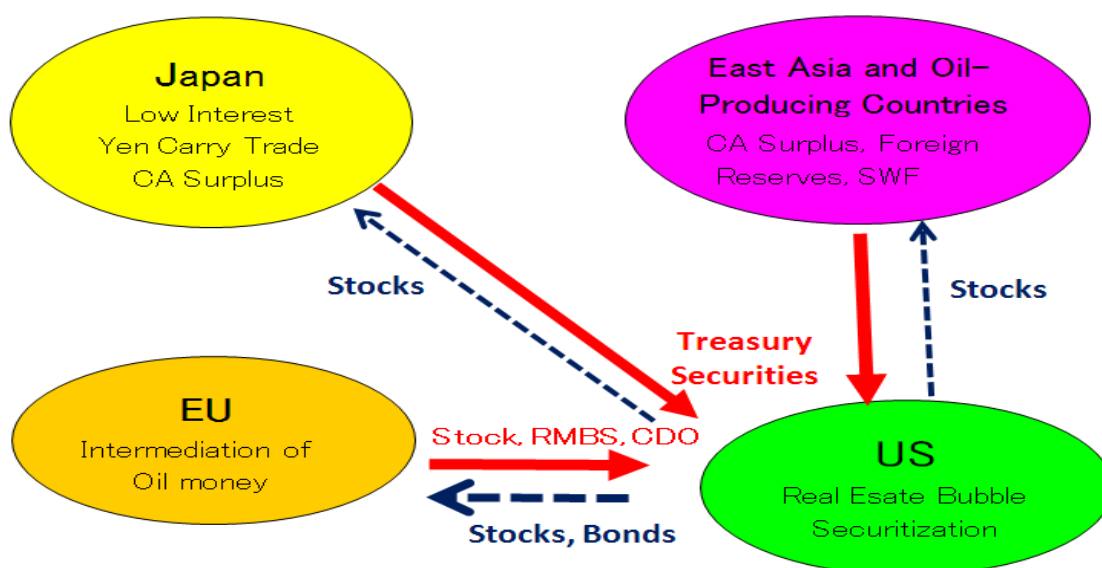 Japan
Low Interest
Yen Carry Trade
CA Surplus
East Asia and Oil-
Producing Countries
CA Surplus, Foreign
Reserves, SWF
Stocks
Stocks
Treasury
Securities
EU
Intermediation of
Oil money
Stock, RMBS, CDO
Stocks, Bonds
US
Real Esate Bubble
Securitization